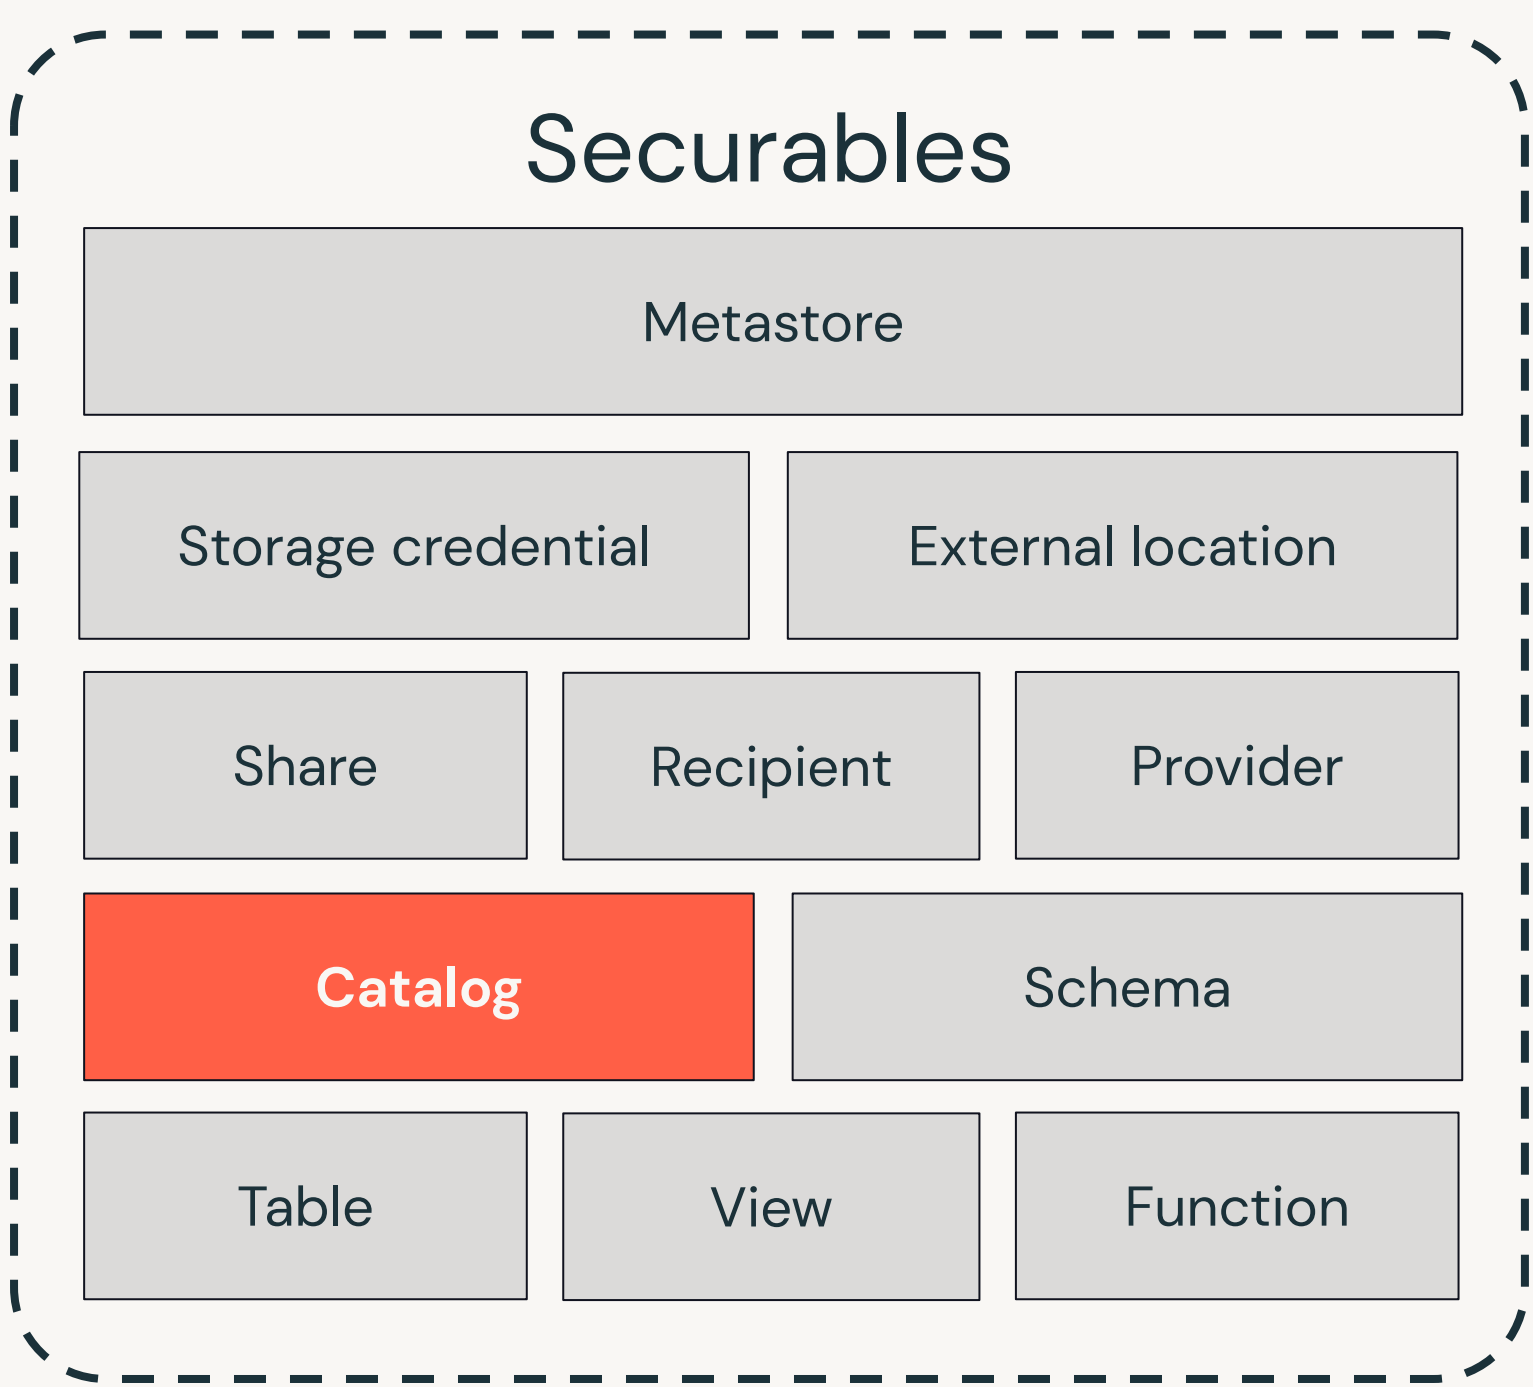 Securables
Metastore
Storage credential
External location
Share
Recipient
Provider
Catalog
Schema
Table
View
Function